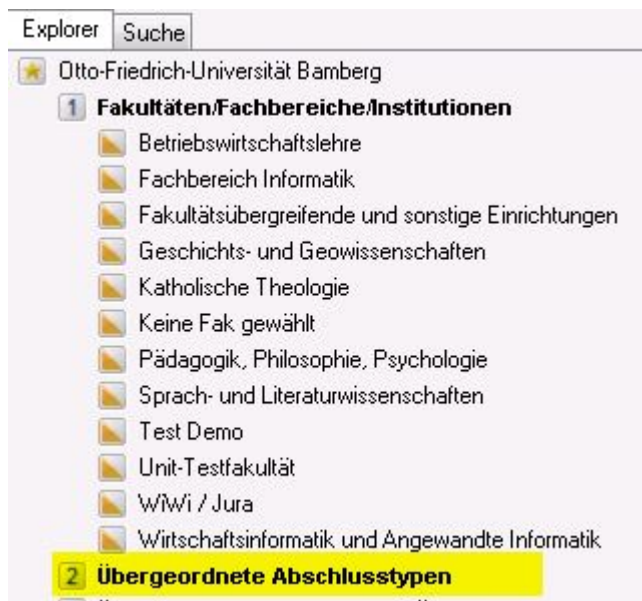 Explorer Suche
Otto-Friedrich-Universität Bamberg
1 Fakultäten/Fachbereiche/Institutionen
Betriebswirtschaftslehre
Fachbereich Informatik
Fakultätsübergreifende und sonstige Einrichtungen
Geschichts- und Geowissenschaften
Katholische Theologie
Keine Fak gewählt
Pädagogik, Philosophie, Psychologie
Sprach- und Literaturwissenschaften
Test Demo
Unit-Testfakultät
WiWi / Jura
Wirtschaftsinformatik und Angewandte Informatik
2 Übergeordnete Abschlusstypen